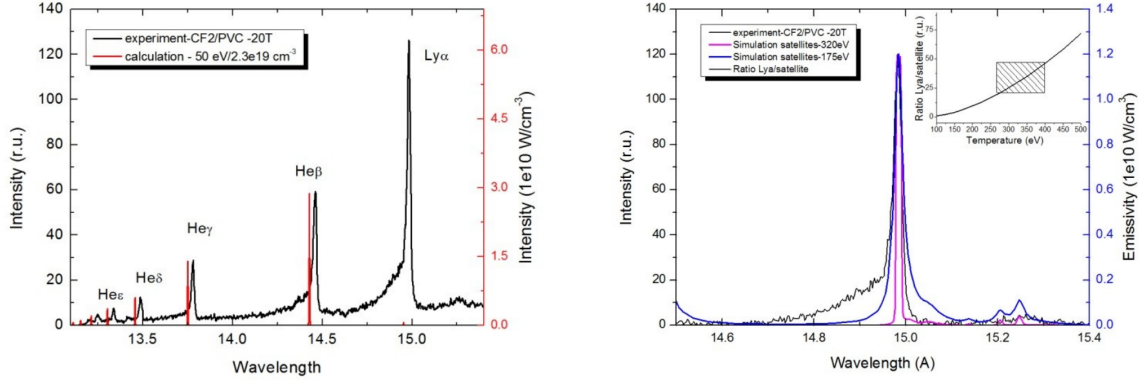 experiment-CF2/PVC -20T
calculation - 50 eV/2.3e19 cm⁻³
Lyα
Heβ
Heγ
Heδ
Heε
Intensity (r.u.)
140
120
100
80
60
40
20
0
13.5
14.0
14.5
15.0
Wavelength
6.0
4.5
3.0
1.5
0.0
Intensity (1e10 W/cm⁻³)
experiment-CF2/PVC -20T
Simulation satellites-320eV
Simulation satellites-175eV
Ratio Lya/satellite
Intensity (r.u.)
140
120
100
80
60
40
20
0
14.6
14.8
15.0
15.2
15.4
Wavelength (A)
1.4
1.2
1.0
0.8
0.6
0.4
0.2
0.0
Emissivity (1e10 W/cm⁻³)
Ratio Lya/satellite (r.u.)
75
50
25
0
100 150 200 250 300 350 400 450 500
Temperature (eV)